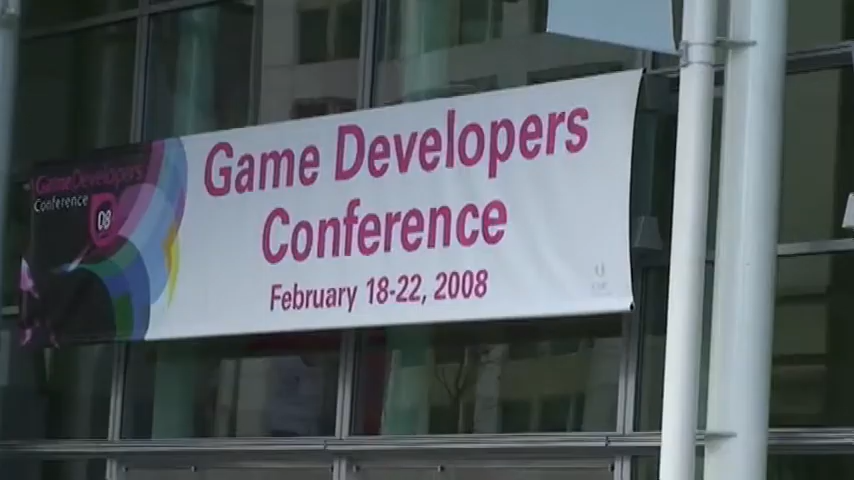 GameDevelopers
Conference
08
Game Developers
Conference
February 18-22, 2008